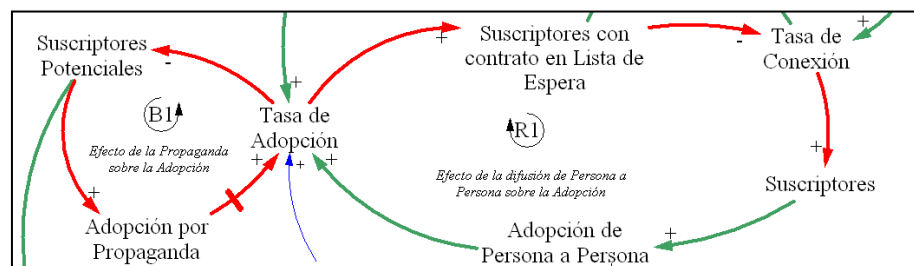 Suscriptores
Potenciales
-
B1
Efecto de la Propaganda
sobre la Adopción
+
Adopción por
Propaganda
+
Tasa de
Adopción
+
+
+
+
Suscriptores con
contrato en Lista de
Espera
R1
Efecto de la difusión de Persona a
Persona sobre la Adopción
Adopción de
Persona a Persona
+
-
+
Tasa de
Conexión
+
+
Suscriptores